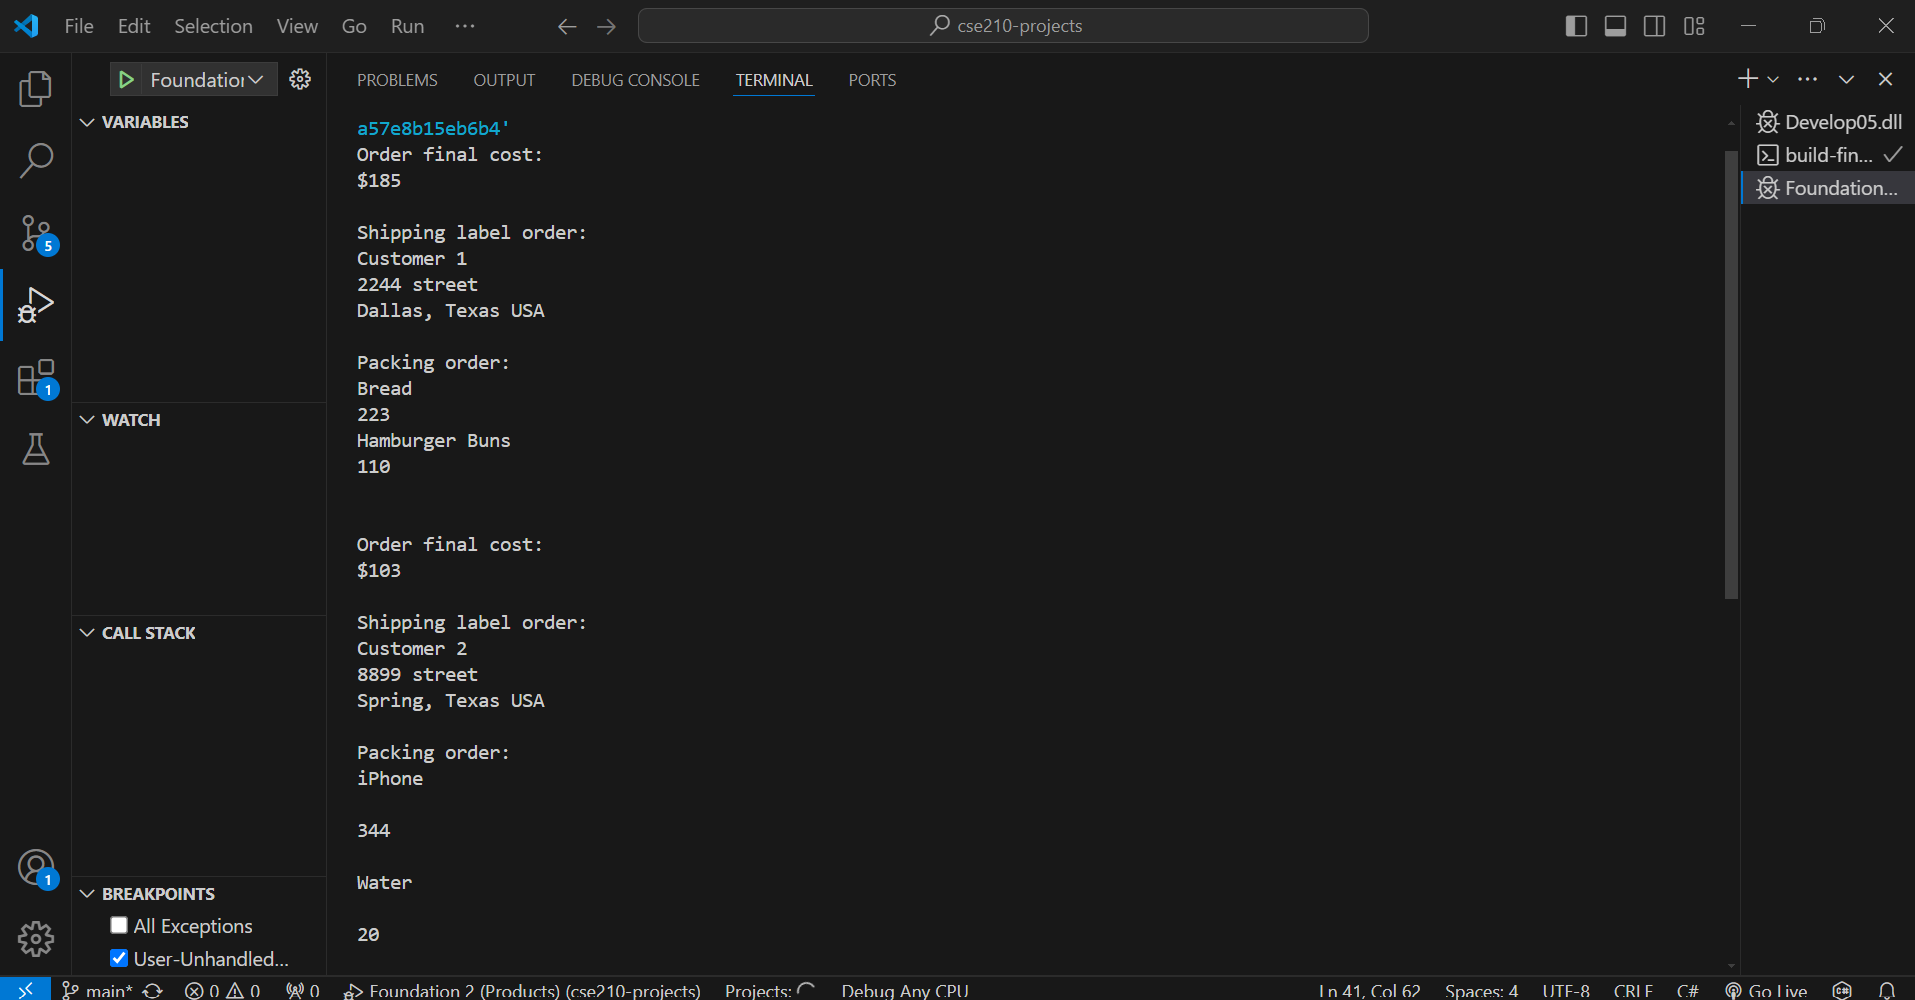 File Edit Selection View Go Run ···
cse210-projects
Foundation
VARIABLES
WATCH
CALL STACK
BREAKPOINTS
All Exceptions
User-Unhandled...
5
1
1
PROBLEMS OUTPUT DEBUG CONSOLE TERMINAL PORTS
a57e8b15eb6b4'
Order final cost:
$185
Shipping label order:
Customer 1
2244 street
Dallas, Texas USA
Packing order:
Bread
223
Hamburger Buns
110
Order final cost:
$103
Shipping label order:
Customer 2
8899 street
Spring, Texas USA
Packing order:
iPhone
344
Water
20
Develop05.dll
build-fin...
Foundation...
main* 0 0 0 Foundation 2 (Products) (cse210-projects) Projects: Debug Any CPU Ln 41, Col 62 Spaces: 4 UTF-8 CRLF C# Go Live